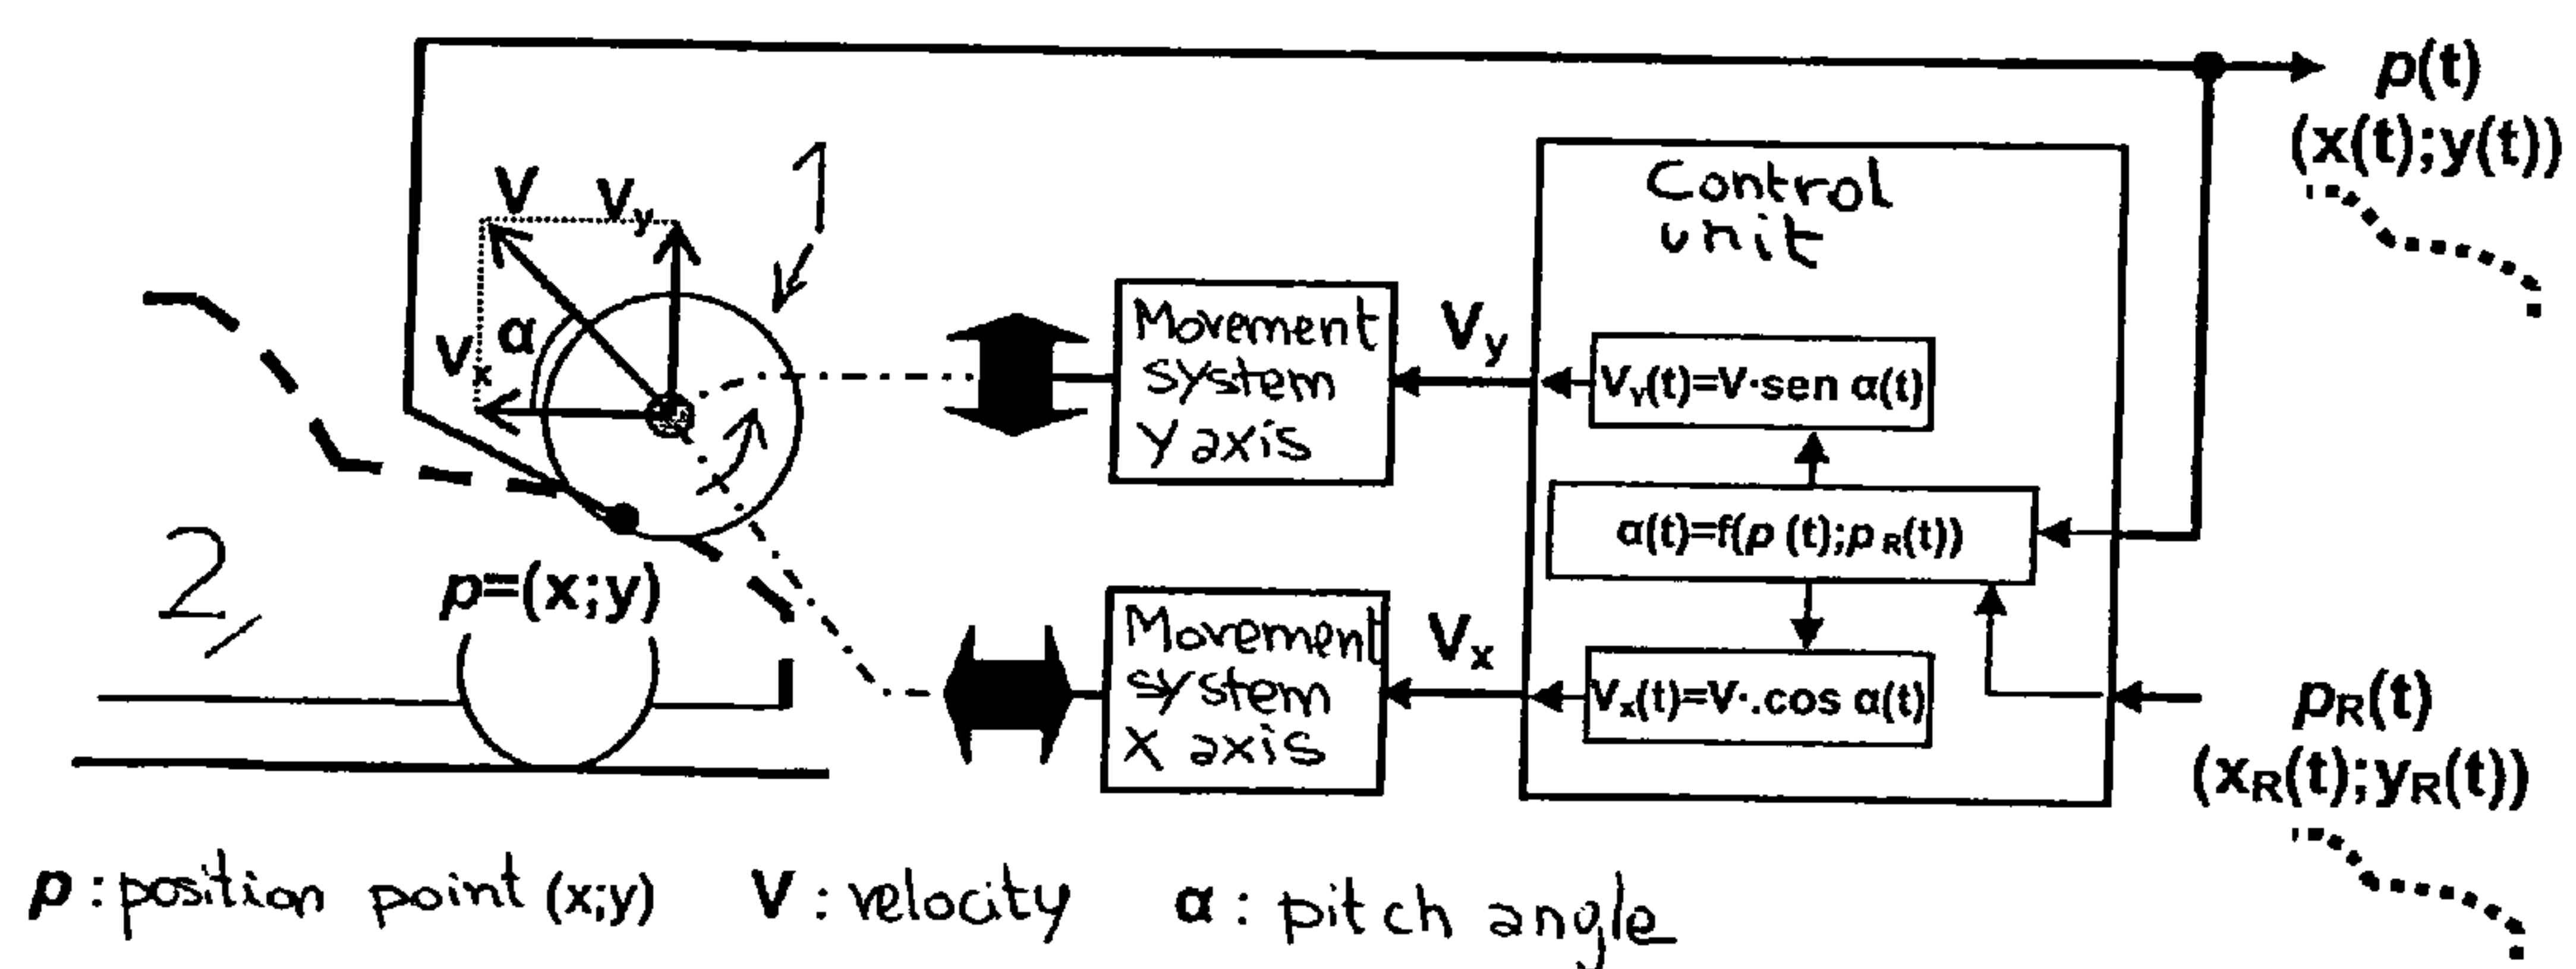 p(t)
(x(t);y(t))
1
V
Vy
α
Vx
2
p=(x;y)
Movement
system
Y axis
Vy
Control
unit
Vy(t)=V·sen α(t)
α(t)=f(p (t);p R(t))
Vx(t)=V·.cos α(t)
Movement
system
X axis
Vx
pR(t)
(xR(t);yR(t))
p : position point (x;y) V : velocity α : pitch angle